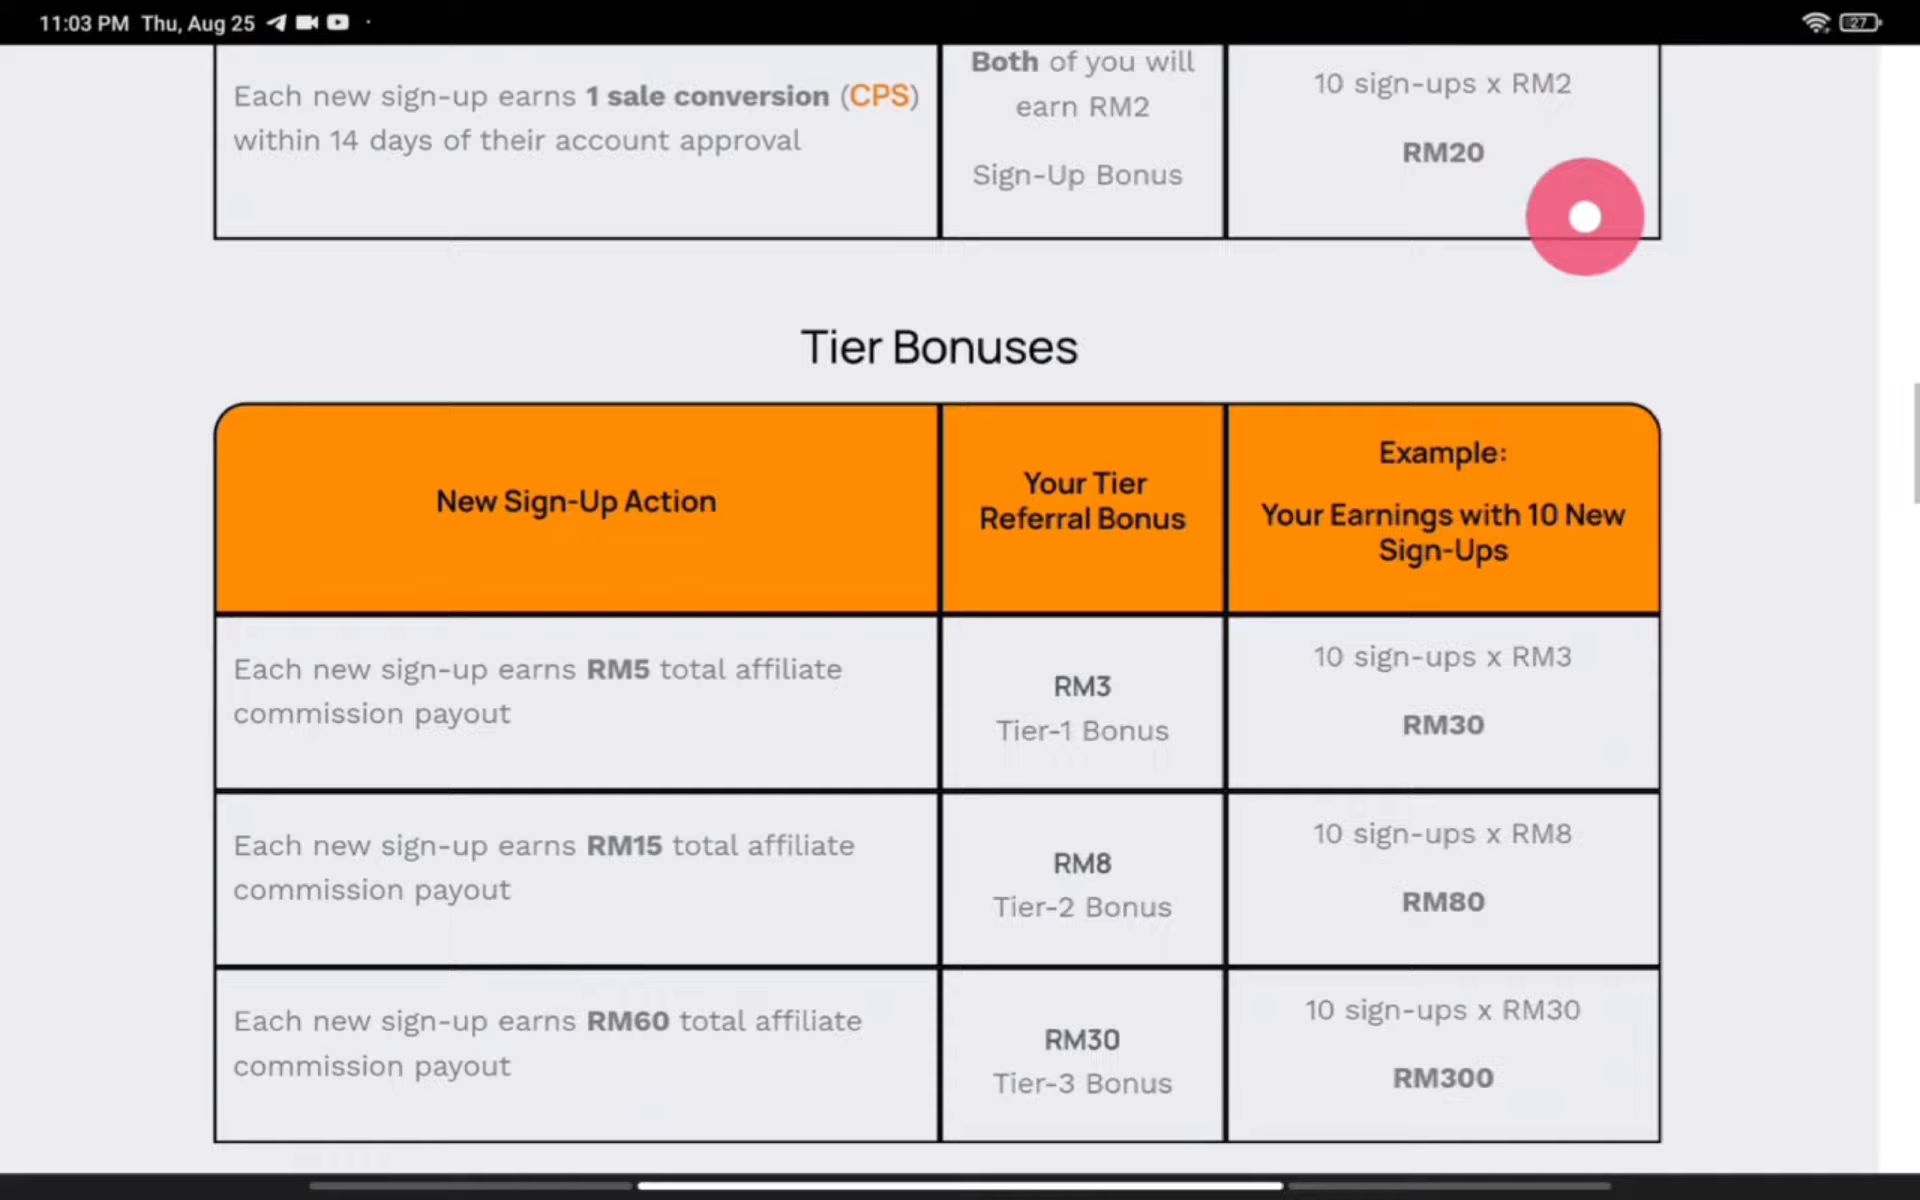 11:03 PM Thu, Aug 25
27
Each new sign-up earns 1 sale conversion (CPS)
within 14 days of their account approval
Both of you will
earn RM2
Sign-Up Bonus
10 sign-ups x RM2
RM20
Tier Bonuses
New Sign-Up Action
Your Tier
Referral Bonus
Example:
Your Earnings with 10 New
Sign-Ups
Each new sign-up earns RM5 total affiliate
commission payout
RM3
Tier-1 Bonus
10 sign-ups x RM3
RM30
Each new sign-up earns RM15 total affiliate
commission payout
RM8
Tier-2 Bonus
10 sign-ups x RM8
RM80
Each new sign-up earns RM60 total affiliate
commission payout
RM30
Tier-3 Bonus
10 sign-ups x RM30
RM300